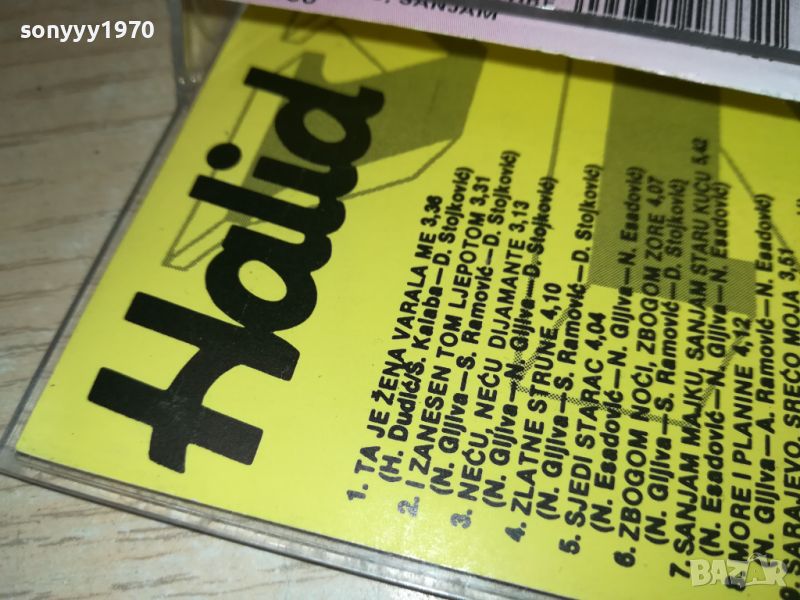 sonyyy1970
SANJAM
Halid
1. TA JE ŽENA VARALA ME 3,36
(H. Dudić/S. Kalaba—D. Stojković)
2. I ZANESEN TOM LJEPOTOM 3,31
(N. Gljiva—S. Ramović—D. Stojković)
3. NEĆU, NEĆU DIJAMANTE 3,13
(N. Gljiva—N. Gljiva—D. Stojković)
4. ZLATNE STRUNE 4,10
(N. Gljiva—S. Ramović—D. Stojković)
5. SJEDI STARAC 4,04
(N. Esadović—N. Gljiva—N. Esadović)
6. ZBOGOM NOĆI, ZBOGOM ZORE 4,07
(N. Gljiva—S. Ramović—D. Stojković)
7. SANJAM MAJKU, SANJAM STARU KUĆU 5,42
(N. Esadović—N. Gljiva—N. Esadović)
8. MORE I PLANINE 4,12
(N. Gljiva—A. Ramović—N. Esadović)
9. SARAJEVO, SREĆO MOJA 3,51
BAZAR